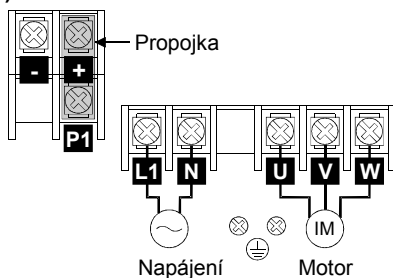 Propojka
- +
P1
L1 N U V W
IM
Napájení Motor